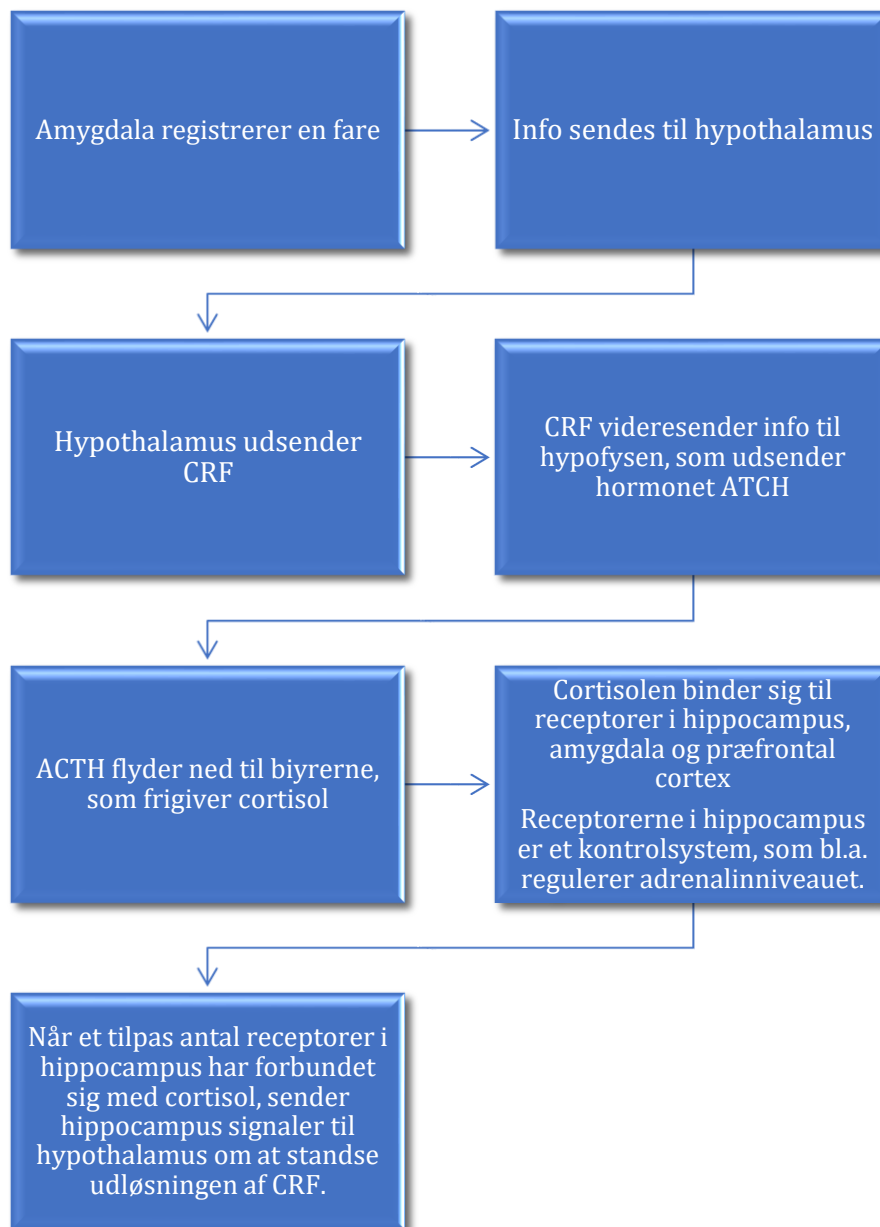 Amygdala registrerer en fare
Info sendes til hypothalamus
Hypothalamus udsender
CRF
CRF videresender info til
hypofysen, som udsender
hormonet ATCH
ACTH flyder ned til biyrerne,
som frigiver cortisol
Cortisolen binder sig til
receptorer i hippocampus,
amygdala og præfrontal
cortex
Receptorerne i hippocampus
er et kontrolsystem, som bl.a.
regulerer adrenalinniveauet.
Når et tilpas antal receptorer i
hippocampus har forbundet
sig med cortisol, sender
hippocampus signaler til
hypothalamus om at standse
udløsningen af CRF.